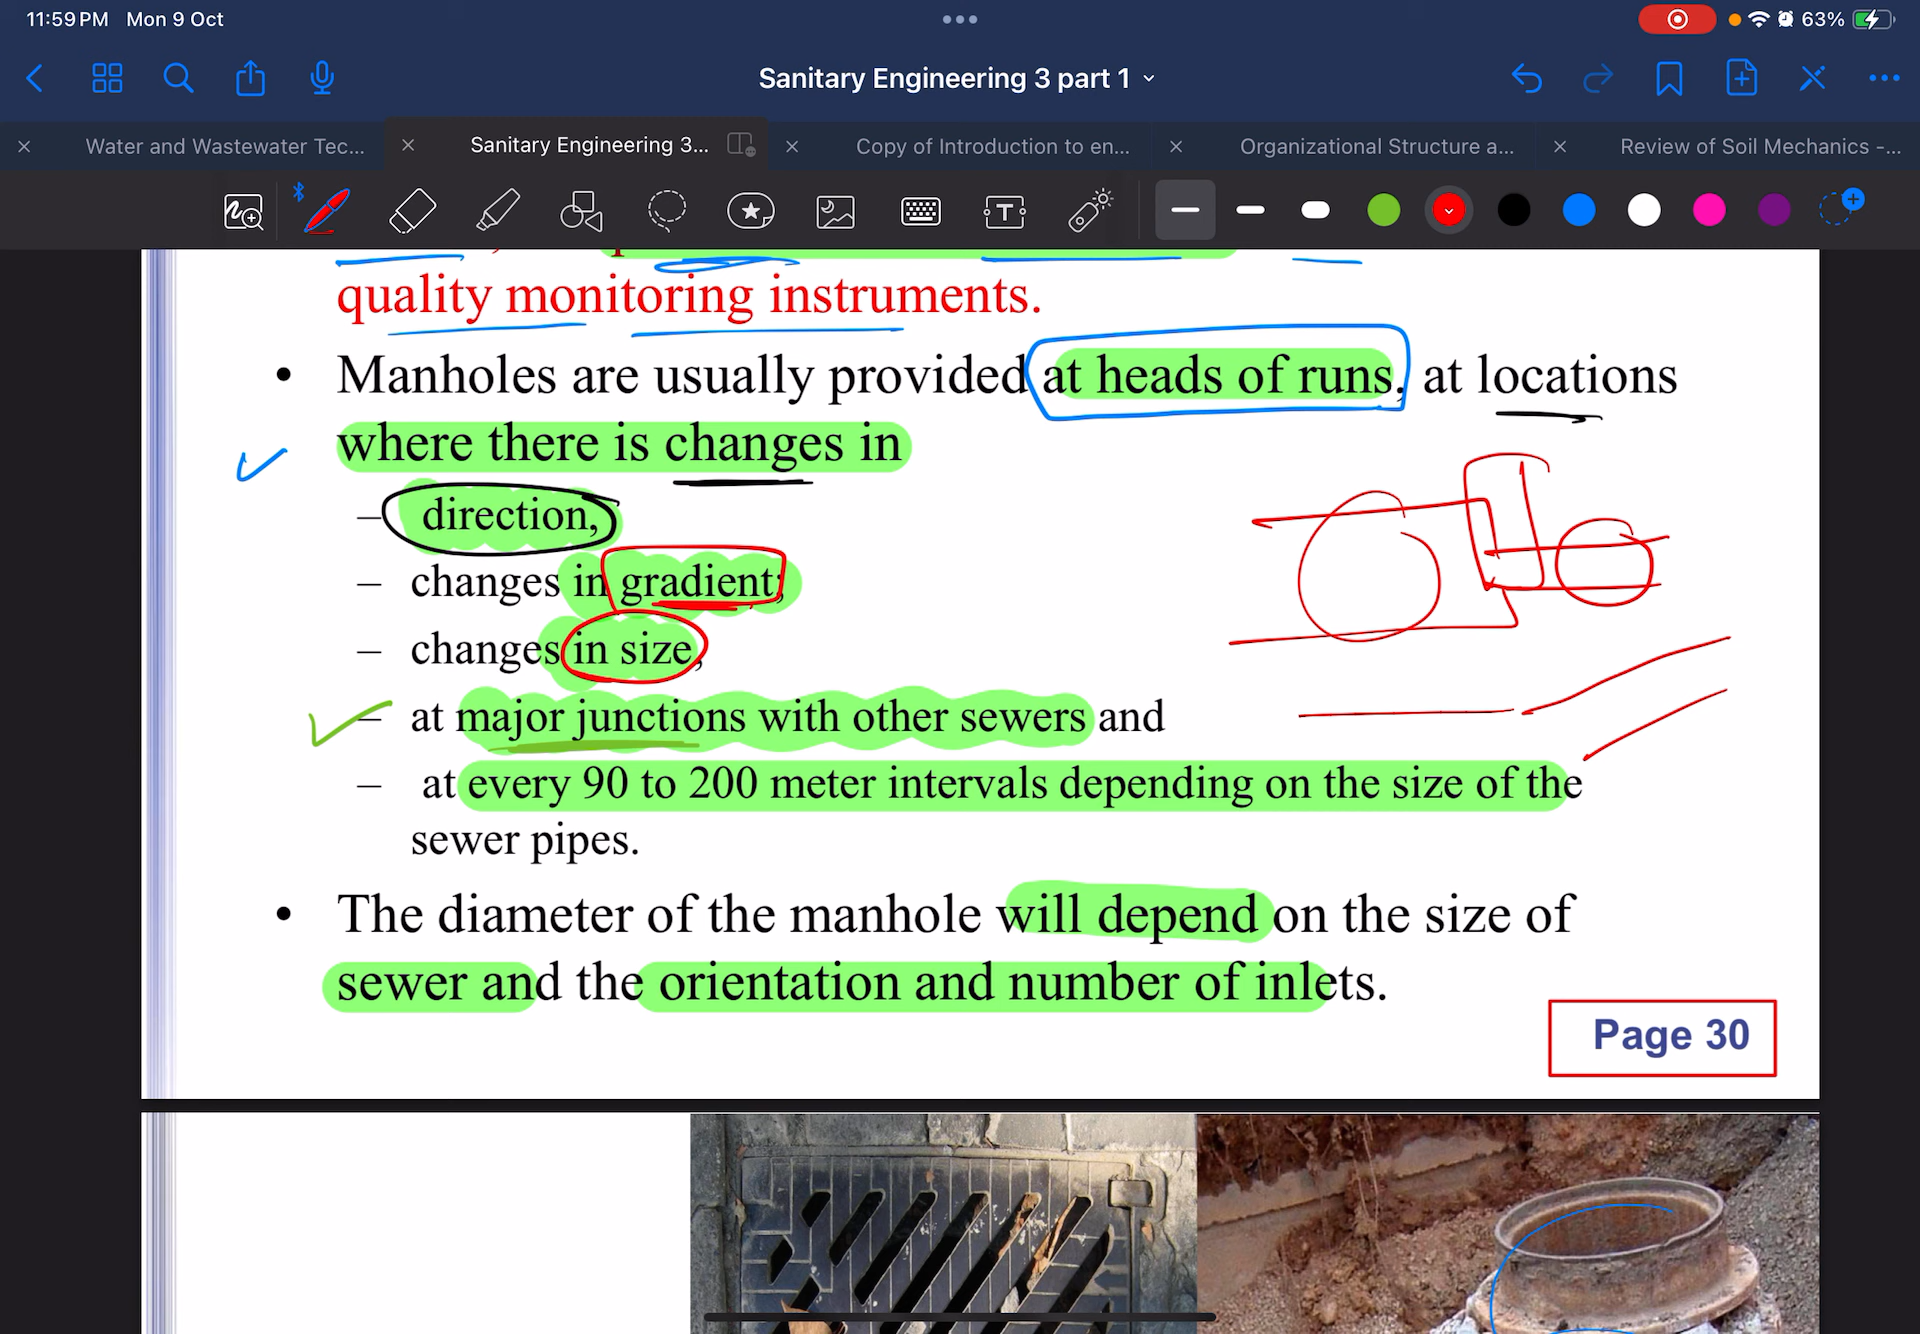 11:59 PM Mon 9 Oct
63%
Sanitary Engineering 3 part 1
Water and Wastewater Tec...
Sanitary Engineering 3...
Copy of Introduction to en...
Organizational Structure a...
Review of Soil Mechanics -...
quality monitoring instruments.
• Manholes are usually provided at heads of runs, at locations
where there is changes in
– direction,
– changes in gradient;
– changes in size,
– at major junctions with other sewers and
– at every 90 to 200 meter intervals depending on the size of the
sewer pipes.
• The diameter of the manhole will depend on the size of
sewer and the orientation and number of inlets.
Page 30